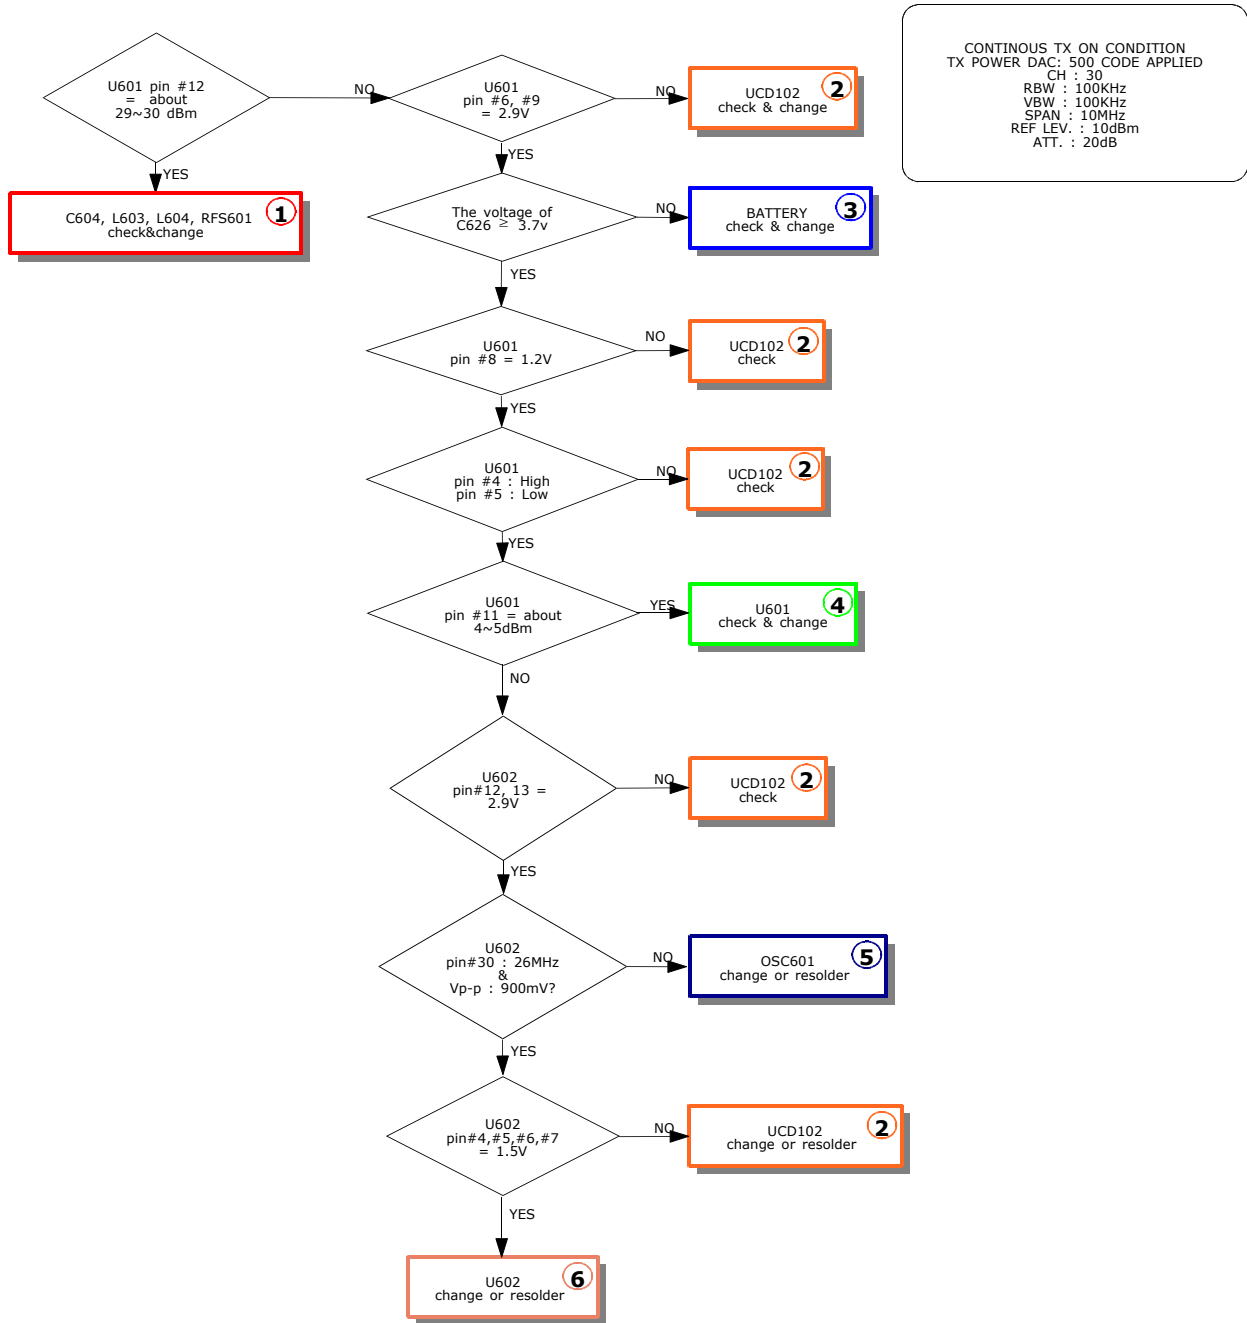 CONTINOUS TX ON CONDITION
TX POWER DAC: 500 CODE APPLIED
CH : 30
RBW : 100KHz
VBW : 100KHz
SPAN : 10MHz
REF LEV. : 10dBm
ATT. : 20dB
U601 pin #12
= about
29~30 dBm
NO
YES
C604, L603, L604, RFS601
check&change
1
U601
pin #6, #9
= 2.9V
NO
UCD102
check & change
2
YES
The voltage of
C626 ≥ 3.7v
NO
BATTERY
check & change
3
YES
U601
pin #8 = 1.2V
NO
UCD102
check
2
YES
U601
pin #4 : High
pin #5 : Low
NO
UCD102
check
2
YES
U601
pin #11 = about
4~5dBm
YES
U601
check & change
4
NO
U602
pin#12, 13 =
2.9V
NO
UCD102
check
2
YES
U602
pin#30 : 26MHz
&
Vp-p : 900mV?
NO
OSC601
change or resolder
5
YES
U602
pin#4,#5,#6,#7
= 1.5V
NO
UCD102
change or resolder
2
YES
U602
change or resolder
6